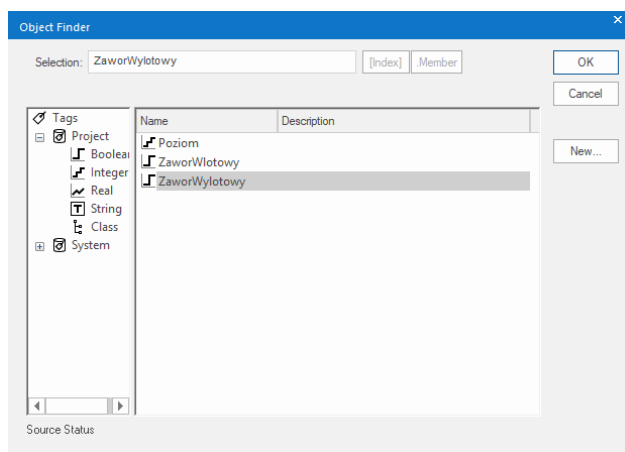 Object Finder
Selection: ZaworWylotowy [Index] .Member OK
Cancel
New...
Tags
Project
Boolea
Integer
Real
String
Class
System
Name Description
Poziom
ZaworWlotowy
ZaworWylotowy
Source Status